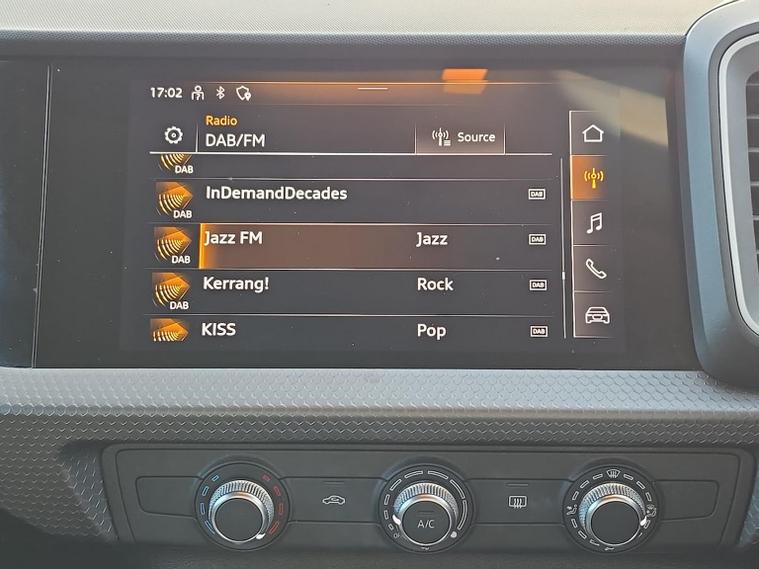 17:02
Radio
DAB/FM
Source
DAB
InDemandDecades DAB
DAB
Jazz FM Jazz DAB
DAB
Kerrang! Rock DAB
DAB
KISS Pop DAB
A/C